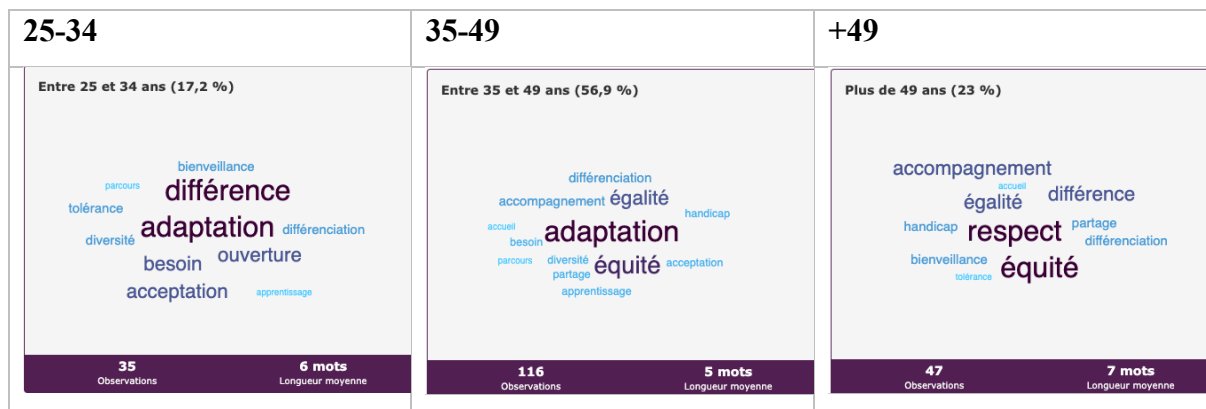 25-34
35-49
+49
Entre 25 et 34 ans (17,2 %)
bienveillance
parcours
différence
tolérance
adaptation
différenciation
diversité
ouverture
besoin
acceptation
apprentissage
35
6 mots
Observations
Longueur moyenne
Entre 35 et 49 ans (56,9 %)
différenciation
accompagnement
égalité
handicap
accueil
adaptation
besoin
parcours
diversité
équité
acceptation
partage
apprentissage
116
5 mots
Observations
Longueur moyenne
Plus de 49 ans (23 %)
accompagnement
accueil
égalité
différence
handicap
respect
partage
différenciation
bienveillance
équité
tolérance
47
7 mots
Observations
Longueur moyenne